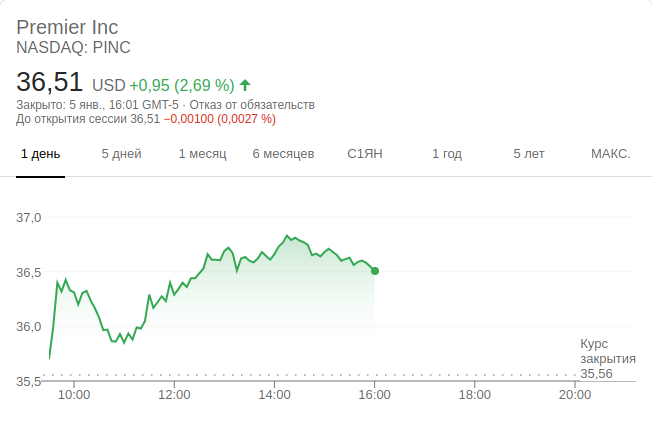 Premier Inc
NASDAQ: PINC
36,51 USD +0,95 (2,69 %)
Закрыто: 5 янв., 16:01 GMT-5 · Отказ от обязательств
До открытия сессии 36,51 −0,00100 (0,0027 %)
1 день 5 дней 1 месяц 6 месяцев С1ЯН 1 год 5 лет МАКС.
37,0
36,5
36,0
Курс
закрытия
35,56
35,5
10:00 12:00 14:00 16:00 18:00 20:00